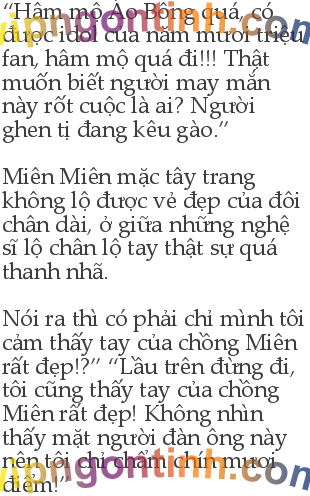 “Hâm mộ Áo Bông quá, có
được idol của năm mươi triệu
fan, hâm mộ quá đi!!! Thật
muốn biết người may mắn
này rốt cuộc là ai? Người
ghen tị đang kêu gào.”
Miên Miên mặc tây trang
không lộ được vẻ đẹp của đôi
chân dài, ở giữa những nghệ
sĩ lộ chân lộ tay thật sự quá
thanh nhã.
Nói ra thì có phải chỉ mình tôi
cảm thấy tay của chồng Miên
rất đẹp!?” “Lầu trên đừng đi,
tôi cũng thấy tay của chồng
Miên rất đẹp! Không nhìn
thấy mặt người đàn ông này
nên tôi chỉ chấm chín mươi
điểm!”
vipngontinh.com
vipngontinh.com